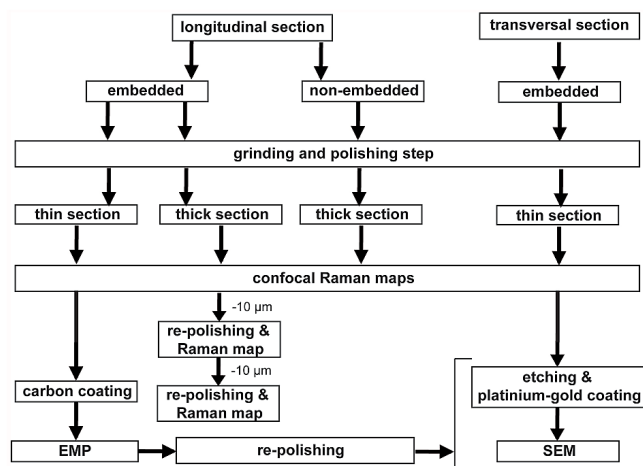 longitudinal section
transversal section
embedded
non-embedded
embedded
grinding and polishing step
thin section
thick section
thick section
thin section
confocal Raman maps
-10 µm
re-polishing &
Raman map
-10 µm
re-polishing &
Raman map
carbon coating
etching &
platinium-gold coating
EMP
re-polishing
SEM